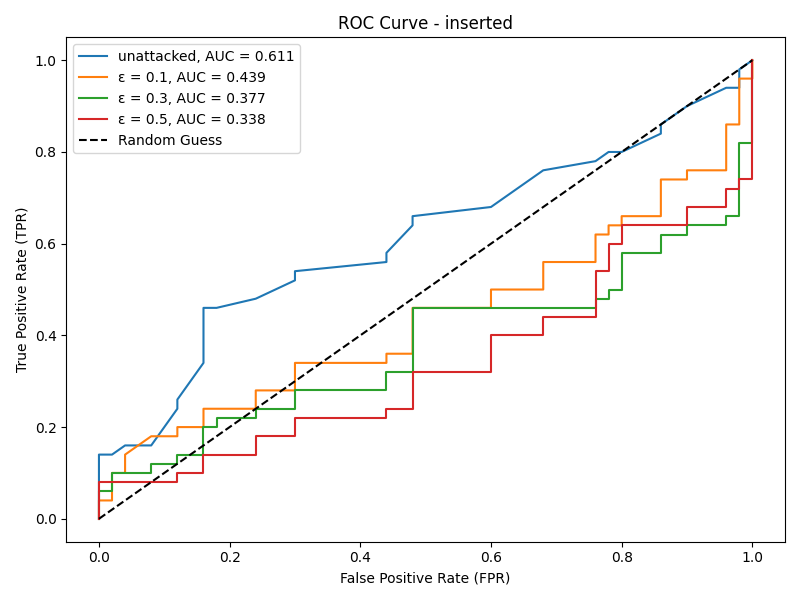 ROC Curve - inserted
unattacked, AUC = 0.611
ε = 0.1, AUC = 0.439
ε = 0.3, AUC = 0.377
ε = 0.5, AUC = 0.338
Random Guess
True Positive Rate (TPR)
1.0
0.8
0.6
0.4
0.2
0.0
0.0 0.2 0.4 0.6 0.8 1.0
False Positive Rate (FPR)